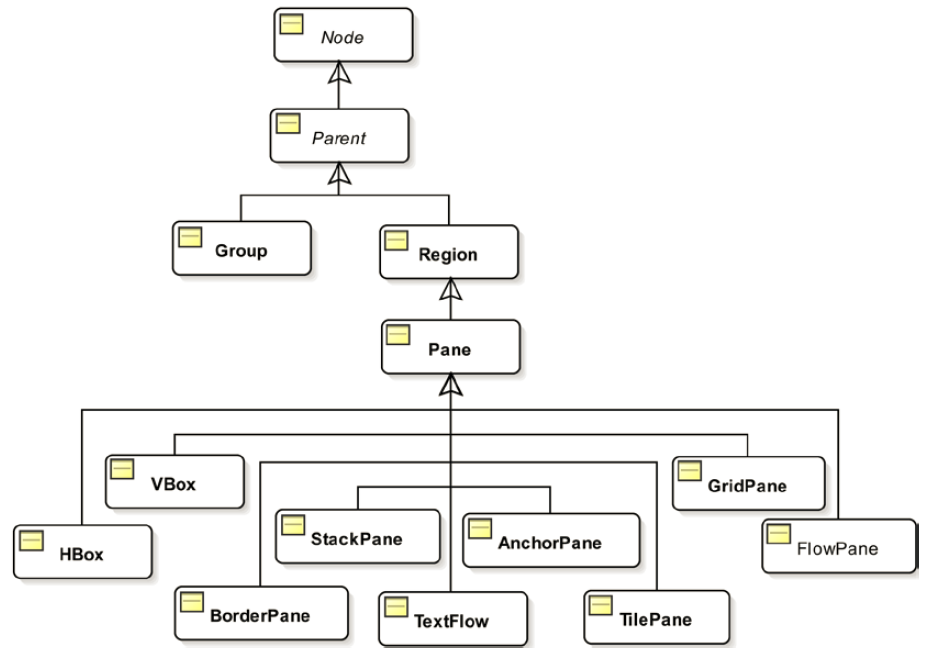 Node
Parent
Group
Region
Pane
VBox
GridPane
StackPane
AnchorPane
HBox
FlowPane
BorderPane
TextFlow
TilePane